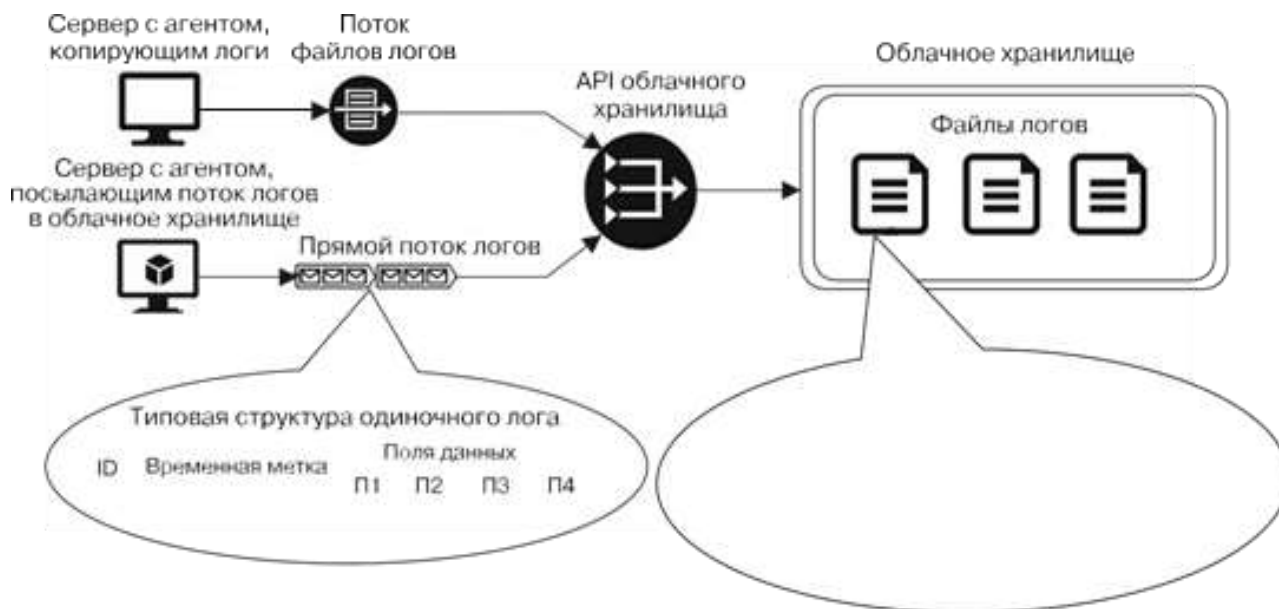 Сервер с агентом,
копирующим логи
Поток
файлов логов
API облачного
хранилища
Облачное хранилище
Файлы логов
Сервер с агентом,
посылающим поток логов
в облачное хранилище
Прямой поток логов
Типовая структура одиночного лога
ID Временная метка
Поля данных
П1 П2 П3 П4